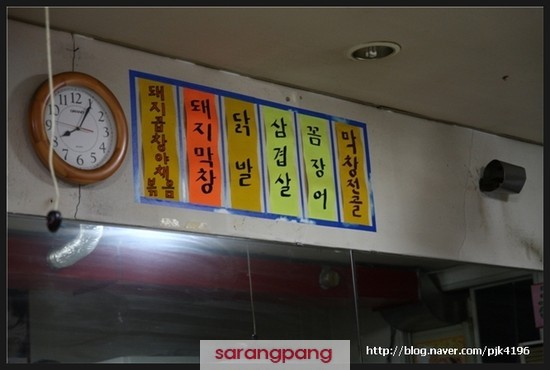 돼지곱창야채볶음
돼지막창
닭발
삼겹살
꼼장어
막창전골
12
sarangpang
http://blog.naver.com/pjk4196